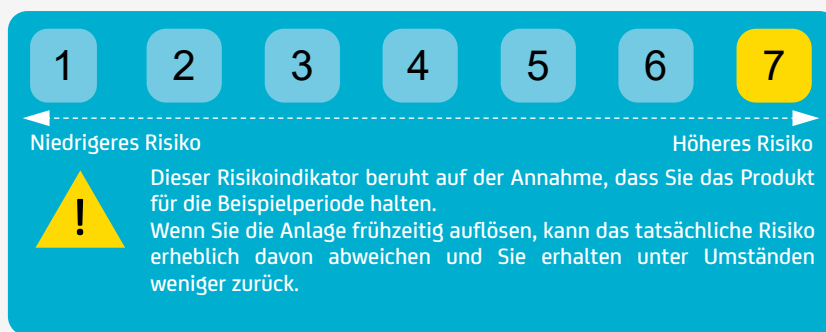 1 2 3 4 5 6 7
Niedrigeres Risiko Höheres Risiko
Dieser Risikoindikator beruht auf der Annahme, dass Sie das Produkt
für die Beispielperiode halten.
!
Wenn Sie die Anlage frühzeitig auflösen, kann das tatsächliche Risiko
erheblich davon abweichen und Sie erhalten unter Umständen
weniger zurück.